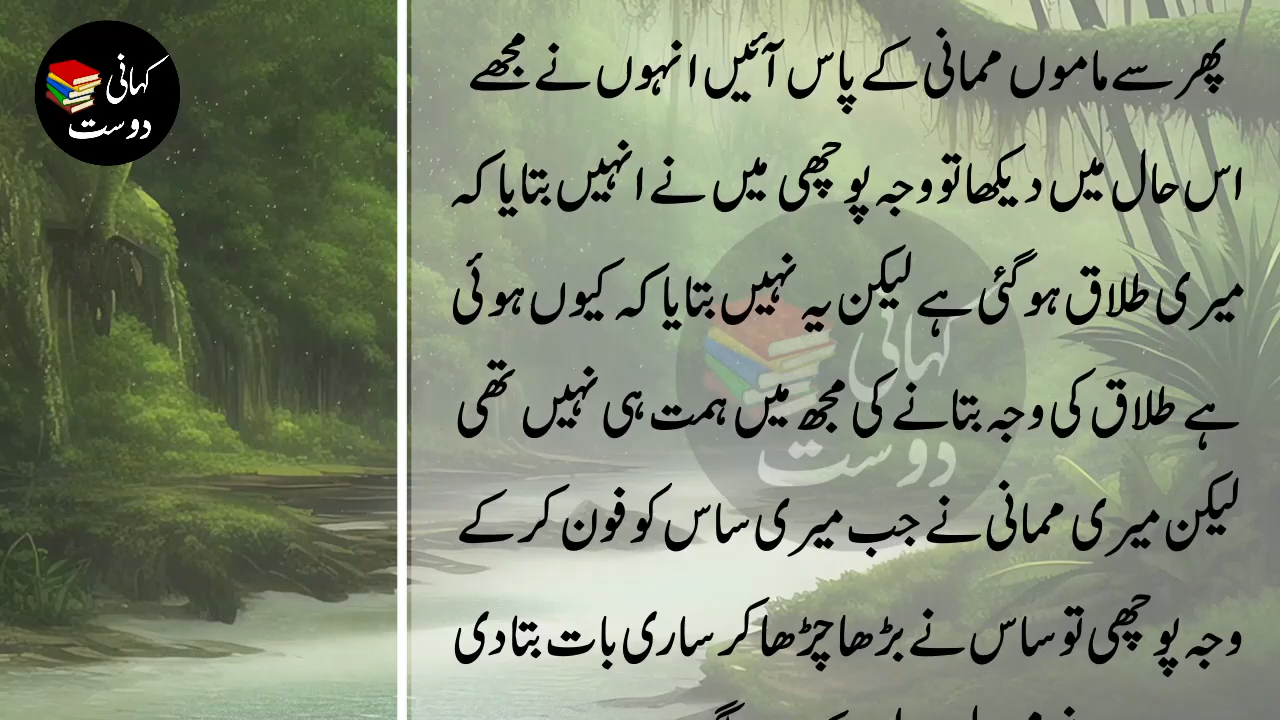 کہانی
دوست
پھر سے ماموں ممانی کے پاس آئیں انہوں نے مجھے
اس حال میں دیکھا تو وجہ پوچھی میں نے انہیں بتایا کہ
میری طلاق ہو گئی ہے لیکن یہ نہیں بتایا کہ کیوں ہوئی
ہے طلاق کی وجہ بتانے کی مجھ میں ہمت ہی نہیں تھی
لیکن میری ممانی نے جب میری ساس کو فون کر کے
وجہ پوچھی تو ساس نے بڑھا چڑھا کر ساری بات بتا دی
کہانی
دوست